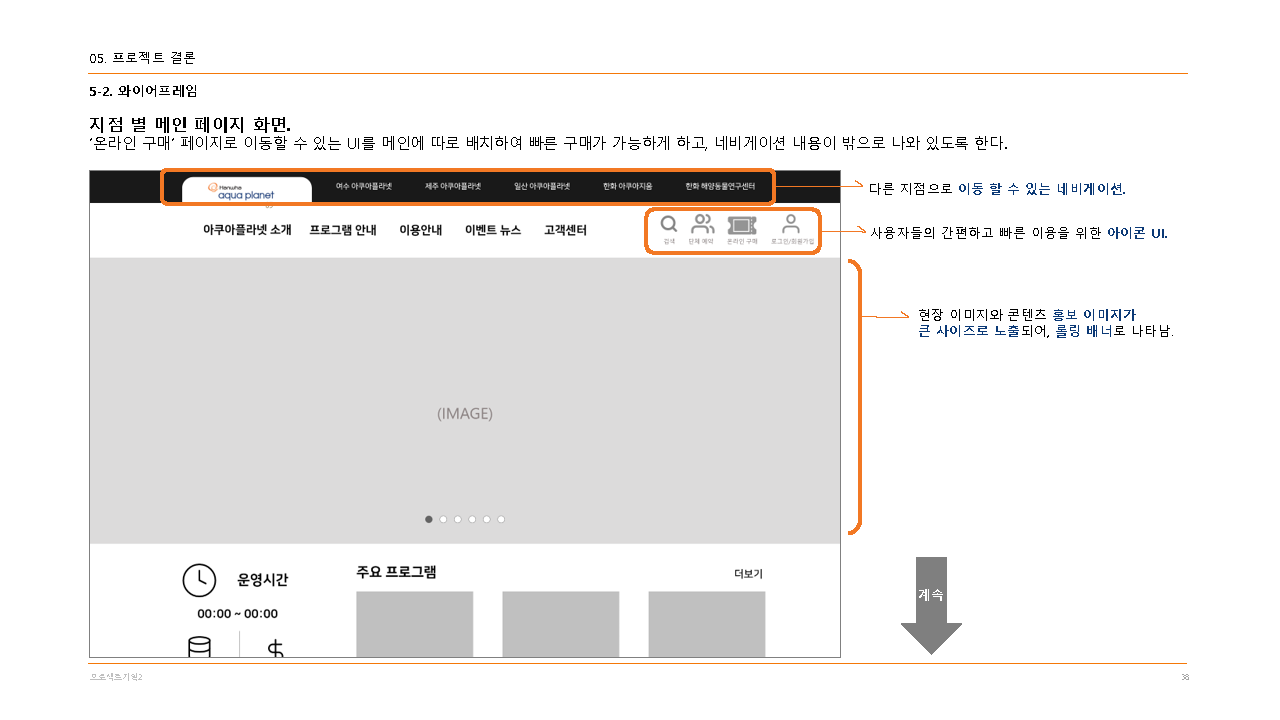 05. 프로젝트 결론
5-2. 와이어프레임
지점 별 메인 페이지 화면.
‘온라인 구매’ 페이지로 이동할 수 있는 UI를 메인에 따로 배치하여 빠른 구매가 가능하게 하고, 네비게이션 내용이 밖으로 나와 있도록 한다.
Hanwha
aqua planet
63
여수 아쿠아플라넷
제주 아쿠아플라넷
일산 아쿠아플라넷
한화 아쿠아지움
한화 해양동물연구센터
다른 지점으로 이동 할 수 있는 네비게이션.
아쿠아플라넷 소개
프로그램 안내
이용안내
이벤트 뉴스
고객센터
검색
단체 예약
온라인 구매
로그인/회원가입
사용자들의 간편하고 빠른 이용을 위한 아이콘 UI.
현장 이미지와 콘텐츠 홍보 이미지가
큰 사이즈로 노출되어, 롤링 배너로 나타남.
(IMAGE)
운영시간
00:00 ~ 00:00
주요 프로그램
더보기
계속
프로젝트기획2
38